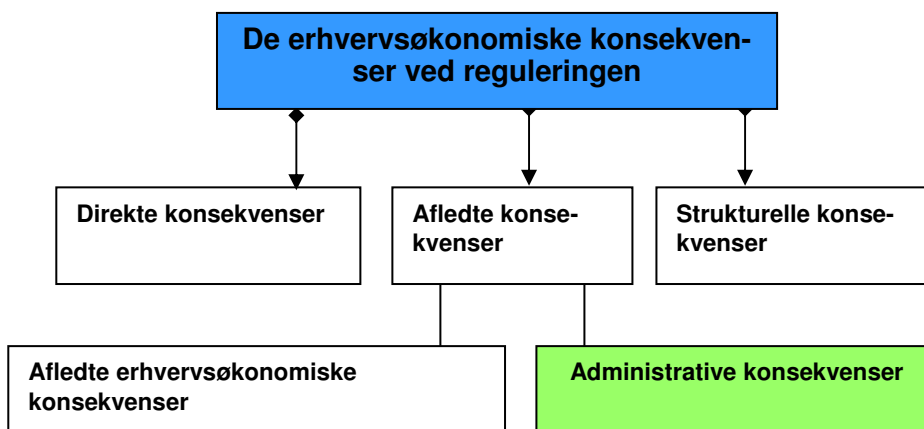 De erhvervsøkonomiske konsekven-
ser ved reguleringen
Direkte konsekvenser
Afledte konse-
kvenser
Strukturelle konse-
kvenser
Afledte erhvervsøkonomiske
konsekvenser
Administrative konsekvenser